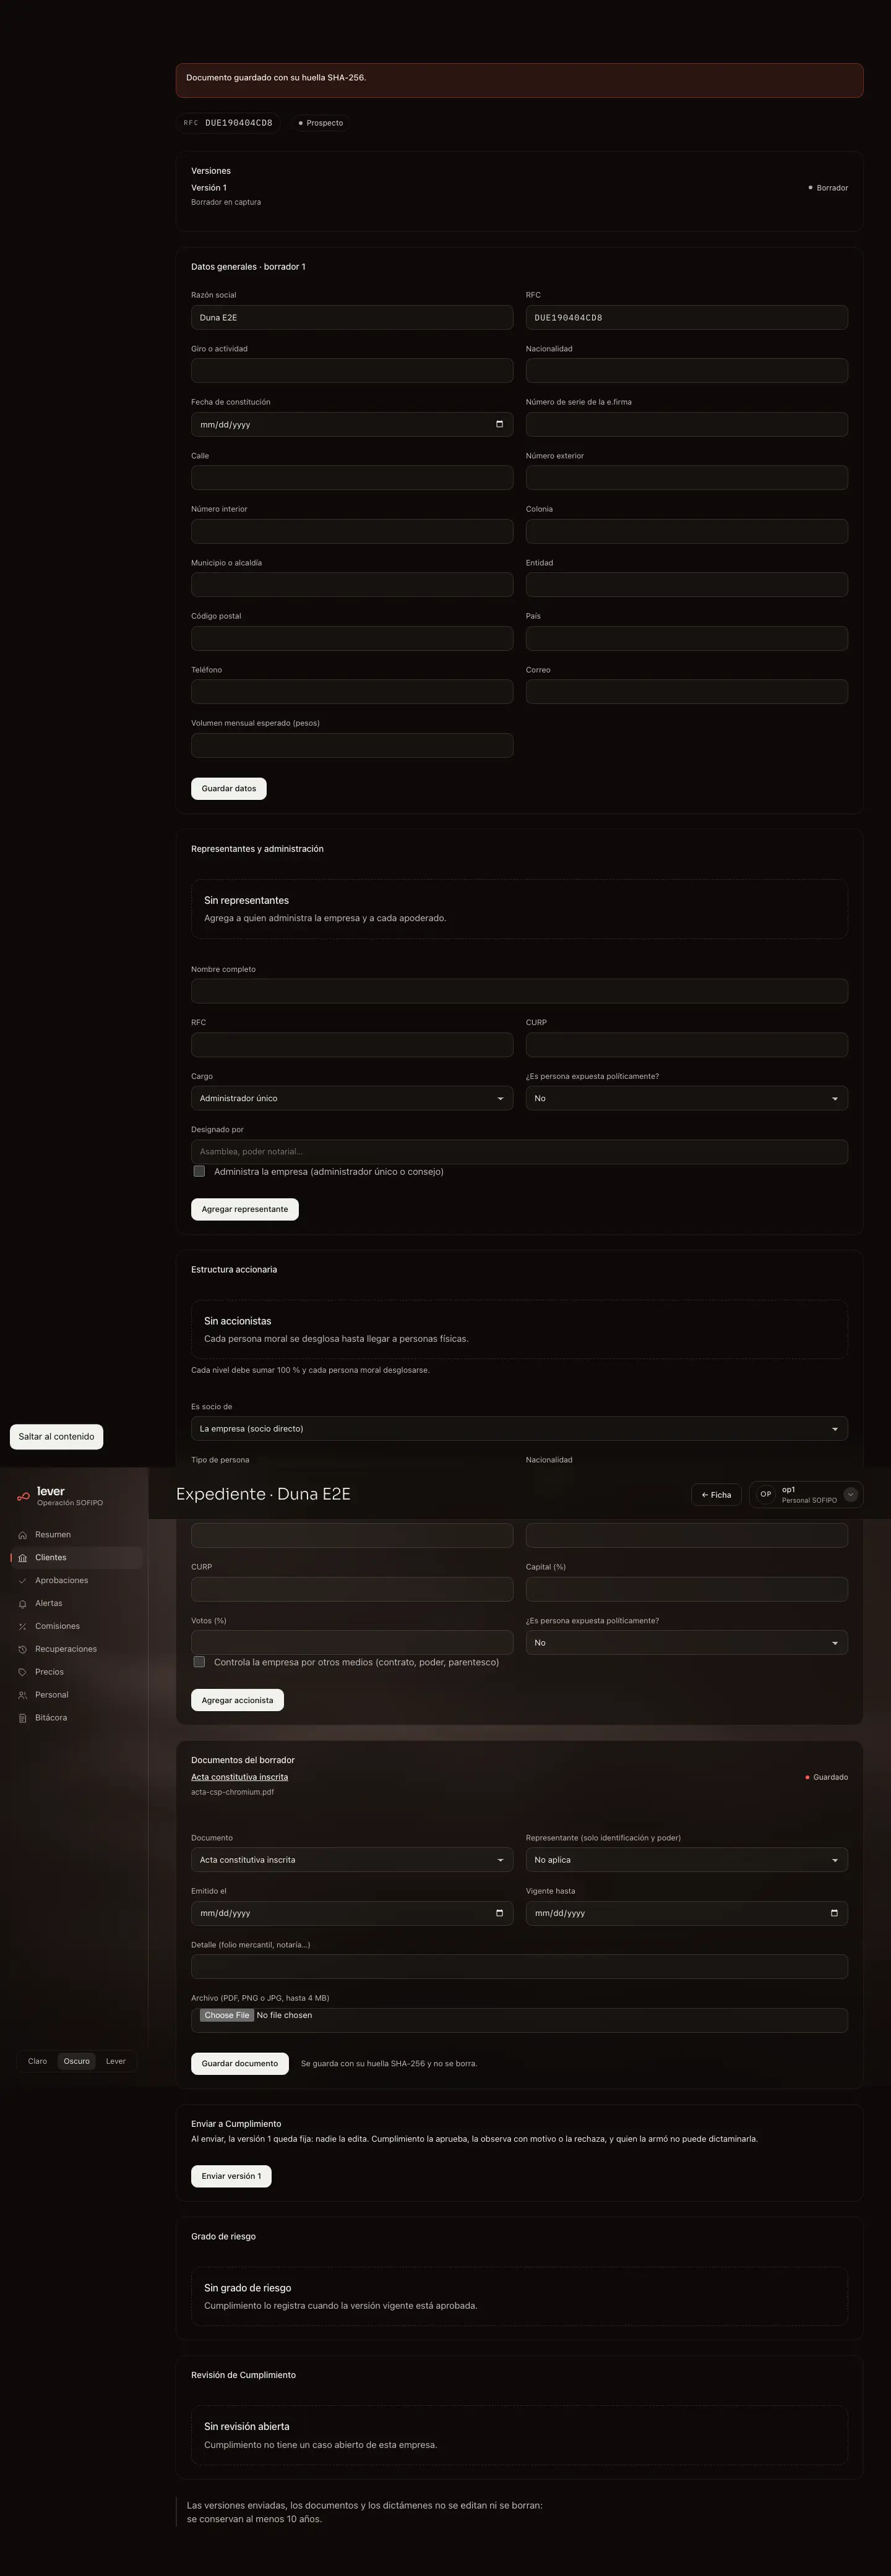 Documento guardado con su huella SHA-256.
RFC DUE190404CD8
Prospecto
Versiones
Versión 1
Borrador
Borrador en captura
Datos generales · borrador 1
Razón social
RFC
Duna E2E
DUE190404CD8
Giro o actividad
Nacionalidad
Fecha de constitución
Número de serie de la e.firma
mm/dd/yyyy
Calle
Número exterior
Número interior
Colonia
Municipio o alcaldía
Entidad
Código postal
País
Teléfono
Correo
Volumen mensual esperado (pesos)
Guardar datos
Representantes y administración
Sin representantes
Agrega a quien administra la empresa y a cada apoderado.
Nombre completo
RFC
CURP
Cargo
¿Es persona expuesta políticamente?
Administrador único
No
Designado por
Asamblea, poder notarial…
Administra la empresa (administrador único o consejo)
Agregar representante
Estructura accionaria
Sin accionistas
Cada persona moral se desglosa hasta llegar a personas físicas.
Cada nivel debe sumar 100 % y cada persona moral desglosarse.
Es socio de
La empresa (socio directo)
Saltar al contenido
Tipo de persona
Nacionalidad
lever
Operación SOFIPO
Expediente · Duna E2E
← Ficha
OP
op1
Personal SOFIPO
Resumen
Clientes
Aprobaciones
Alertas
Comisiones
Recuperaciones
Precios
Personal
Bitácora
CURP
Capital (%)
Votos (%)
¿Es persona expuesta políticamente?
No
Controla la empresa por otros medios (contrato, poder, parentesco)
Agregar accionista
Documentos del borrador
Acta constitutiva inscrita
Guardado
acta-csp-chromium.pdf
Documento
Representante (solo identificación y poder)
Acta constitutiva inscrita
No aplica
Emitido el
Vigente hasta
mm/dd/yyyy
mm/dd/yyyy
Detalle (folio mercantil, notaría…)
Archivo (PDF, PNG o JPG, hasta 4 MB)
Choose File No file chosen
Claro
Oscuro
Lever
Guardar documento
Se guarda con su huella SHA-256 y no se borra.
Enviar a Cumplimiento
Al enviar, la versión 1 queda fija: nadie la edita. Cumplimiento la aprueba, la observa con motivo o la rechaza, y quien la armó no puede dictaminarla.
Enviar versión 1
Grado de riesgo
Sin grado de riesgo
Cumplimiento lo registra cuando la versión vigente está aprobada.
Revisión de Cumplimiento
Sin revisión abierta
Cumplimiento no tiene un caso abierto de esta empresa.
Las versiones enviadas, los documentos y los dictámenes no se editan ni se borran:
se conservan al menos 10 años.